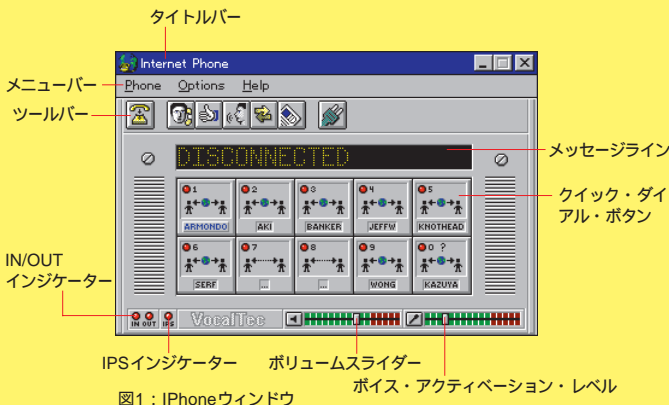 タイトルバー
Internet Phone
メニューバー
Phone Options Help
ツールバー
DISCONNECTED
メッセージライン
1 2 3 4 5
ARMONDO AKI BANKER JEFFW KNOTHEAD
クイック・ダイ
アル・ボタン
6 7 8 9 0 ?
SERF ... ... WONG KAZUYA
IN/OUT
インジケーター
IN OUT IPS
VocalTec
IPSインジケーター
ボリュームスライダー
ボイス・アクティベーション・レベル
図1：IPhoneウィンドウ